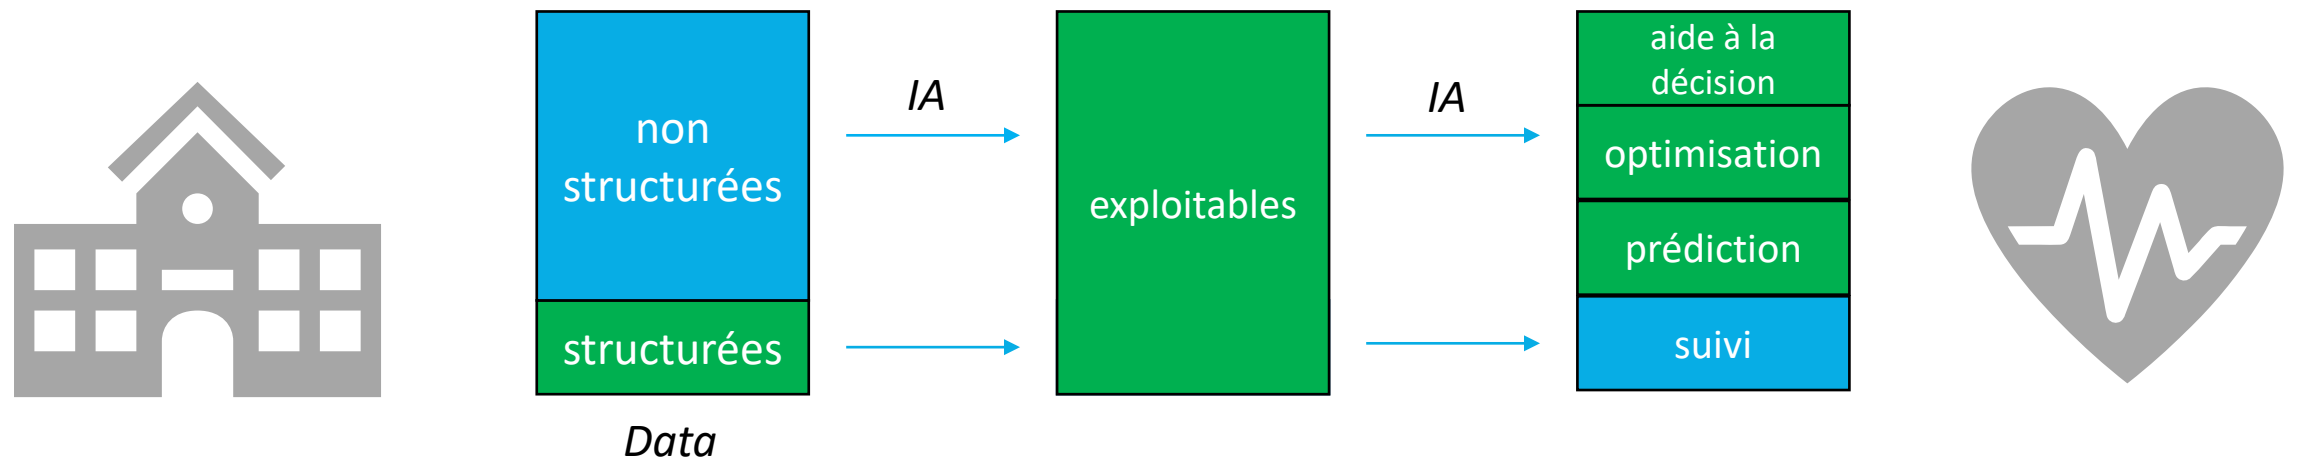 non
structurées
structurées
Data
IA
exploitables
IA
aide à la
décision
optimisation
prédiction
suivi